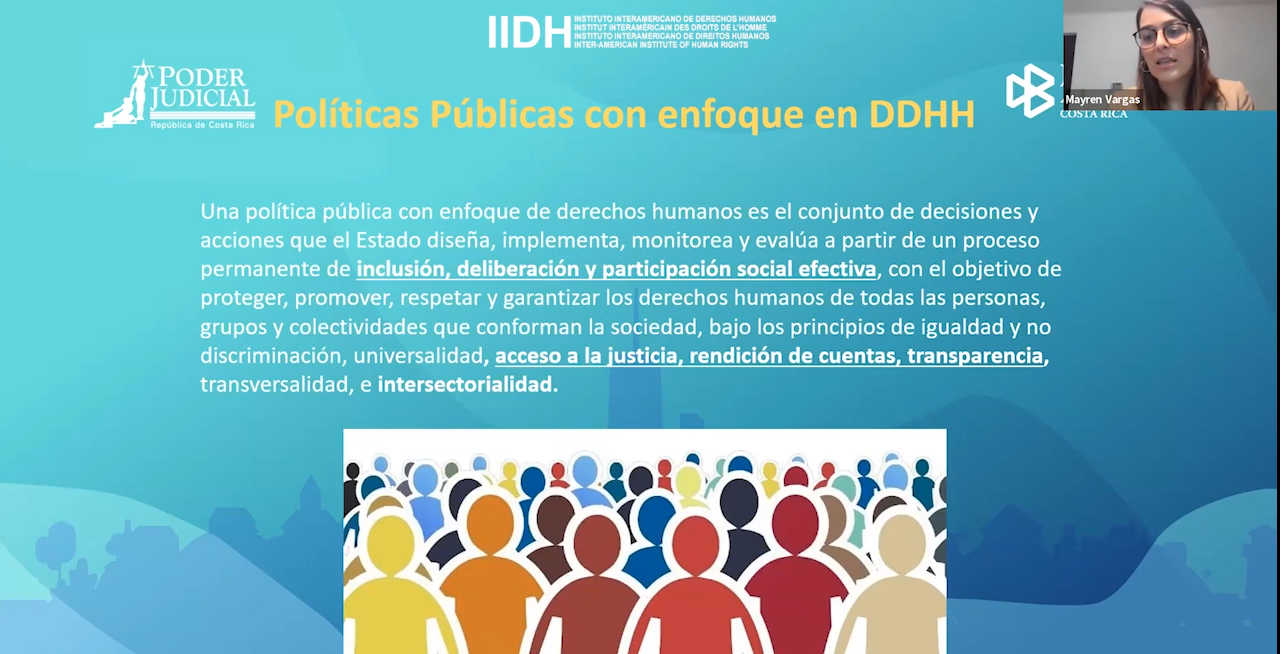 IIDH
INSTITUTO INTERAMERICANO DE DERECHOS HUMANOS
INSTITUT INTERAMÉRICAIN DES DROITS DE L'HOMME
INSTITUTO INTERAMERICANO DE DIREITOS HUMANOS
INTER-AMERICAN INSTITUTE OF HUMAN RIGHTS
PODER
JUDICIAL
República de Costa Rica
Políticas Públicas con enfoque en DDHH
Mayren Vargas
COSTA RICA
Una política pública con enfoque de derechos humanos es el conjunto de decisiones y
acciones que el Estado diseña, implementa, monitorea y evalúa a partir de un proceso
permanente de inclusión, deliberación y participación social efectiva, con el objetivo de
proteger, promover, respetar y garantizar los derechos humanos de todas las personas,
grupos y colectividades que conforman la sociedad, bajo los principios de igualdad y no
discriminación, universalidad, acceso a la justicia, rendición de cuentas, transparencia,
transversalidad, e intersectorialidad.